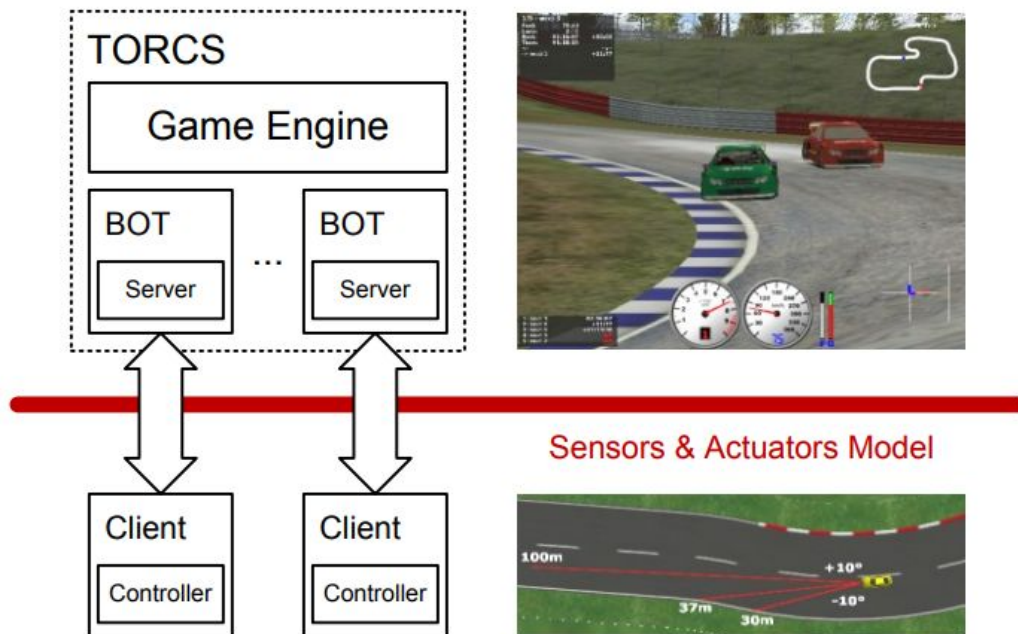 TORCS
Game Engine
BOT
Server
...
BOT
Server
Sensors & Actuators Model
Client
Controller
Client
Controller
75
100m
+10°
-10°
37m
30m